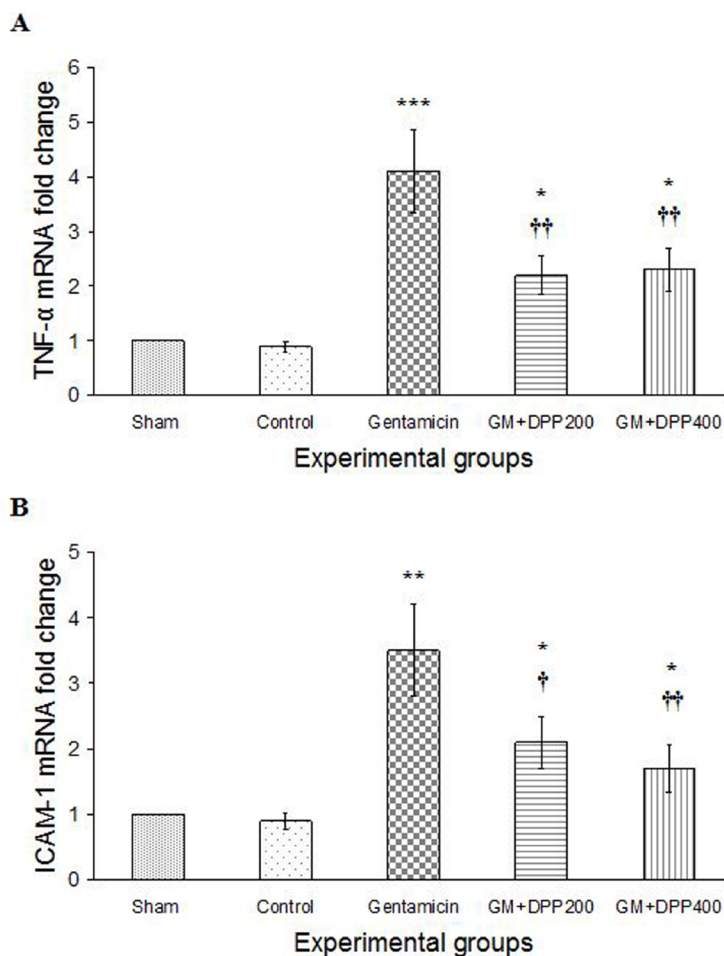 A
TNF-α mRNA fold change
6
5
4
3
2
1
0
***
*
††
*
††
Sham Control Gentamicin GM+DPP200 GM+DPP400
Experimental groups
B
ICAM-1 mRNA fold change
5
4
3
2
1
0
**
*
†
*
††
Sham Control Gentamicin GM+DPP200 GM+DPP400
Experimental groups